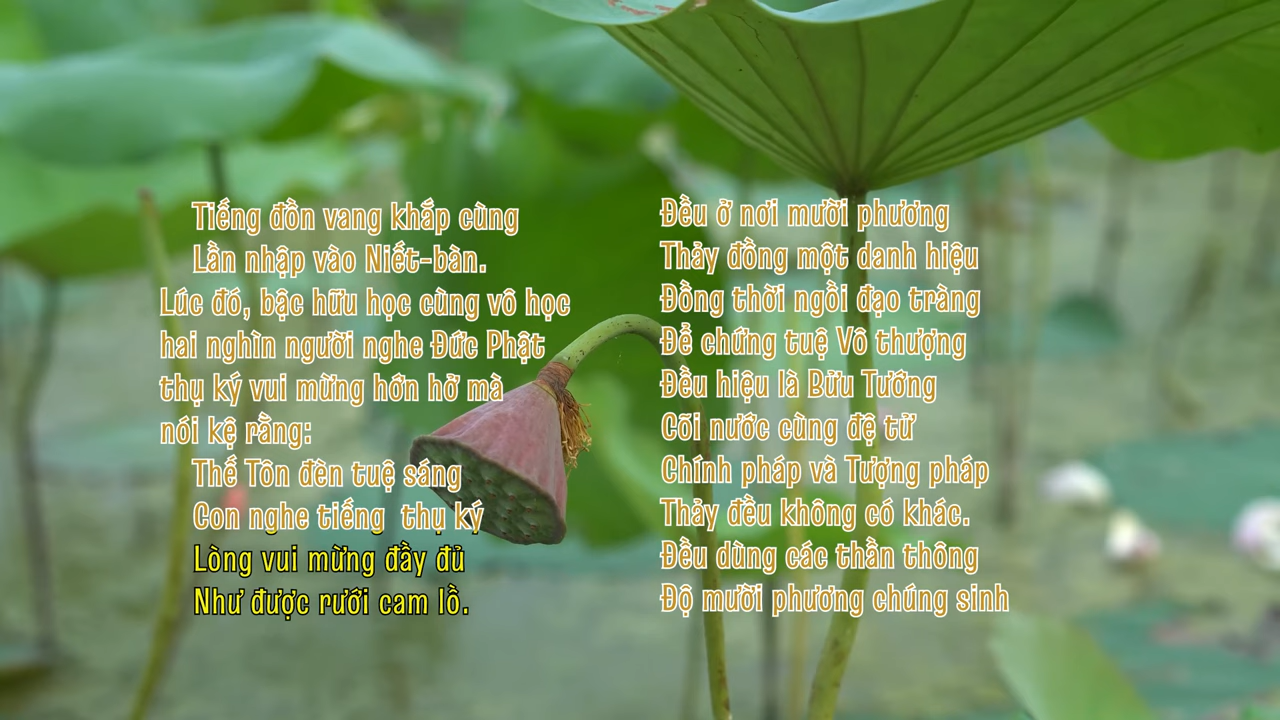 Tiếng đồn vang khắp cùng
Lần nhập vào Niết-bàn.
Lúc đó, bậc hữu học cùng vô học
hai nghìn người nghe Đức Phật
thụ ký vui mừng hớn hở mà
nói kệ rằng:
Thế Tôn đèn tuệ sáng
Con nghe tiếng thụ ký
Lòng vui mừng đầy đủ
Như được rưới cam lồ.
Đều ở nơi mười phương
Thảy đồng một danh hiệu
Đồng thời ngồi đạo tràng
Để chứng tuệ Vô thượng
Đều hiệu là Bửu Tướng
Cõi nước cùng đệ tử
Chính pháp và Tượng pháp
Thảy đều không có khác.
Đều dùng các thần thông
Độ mười phương chúng sinh